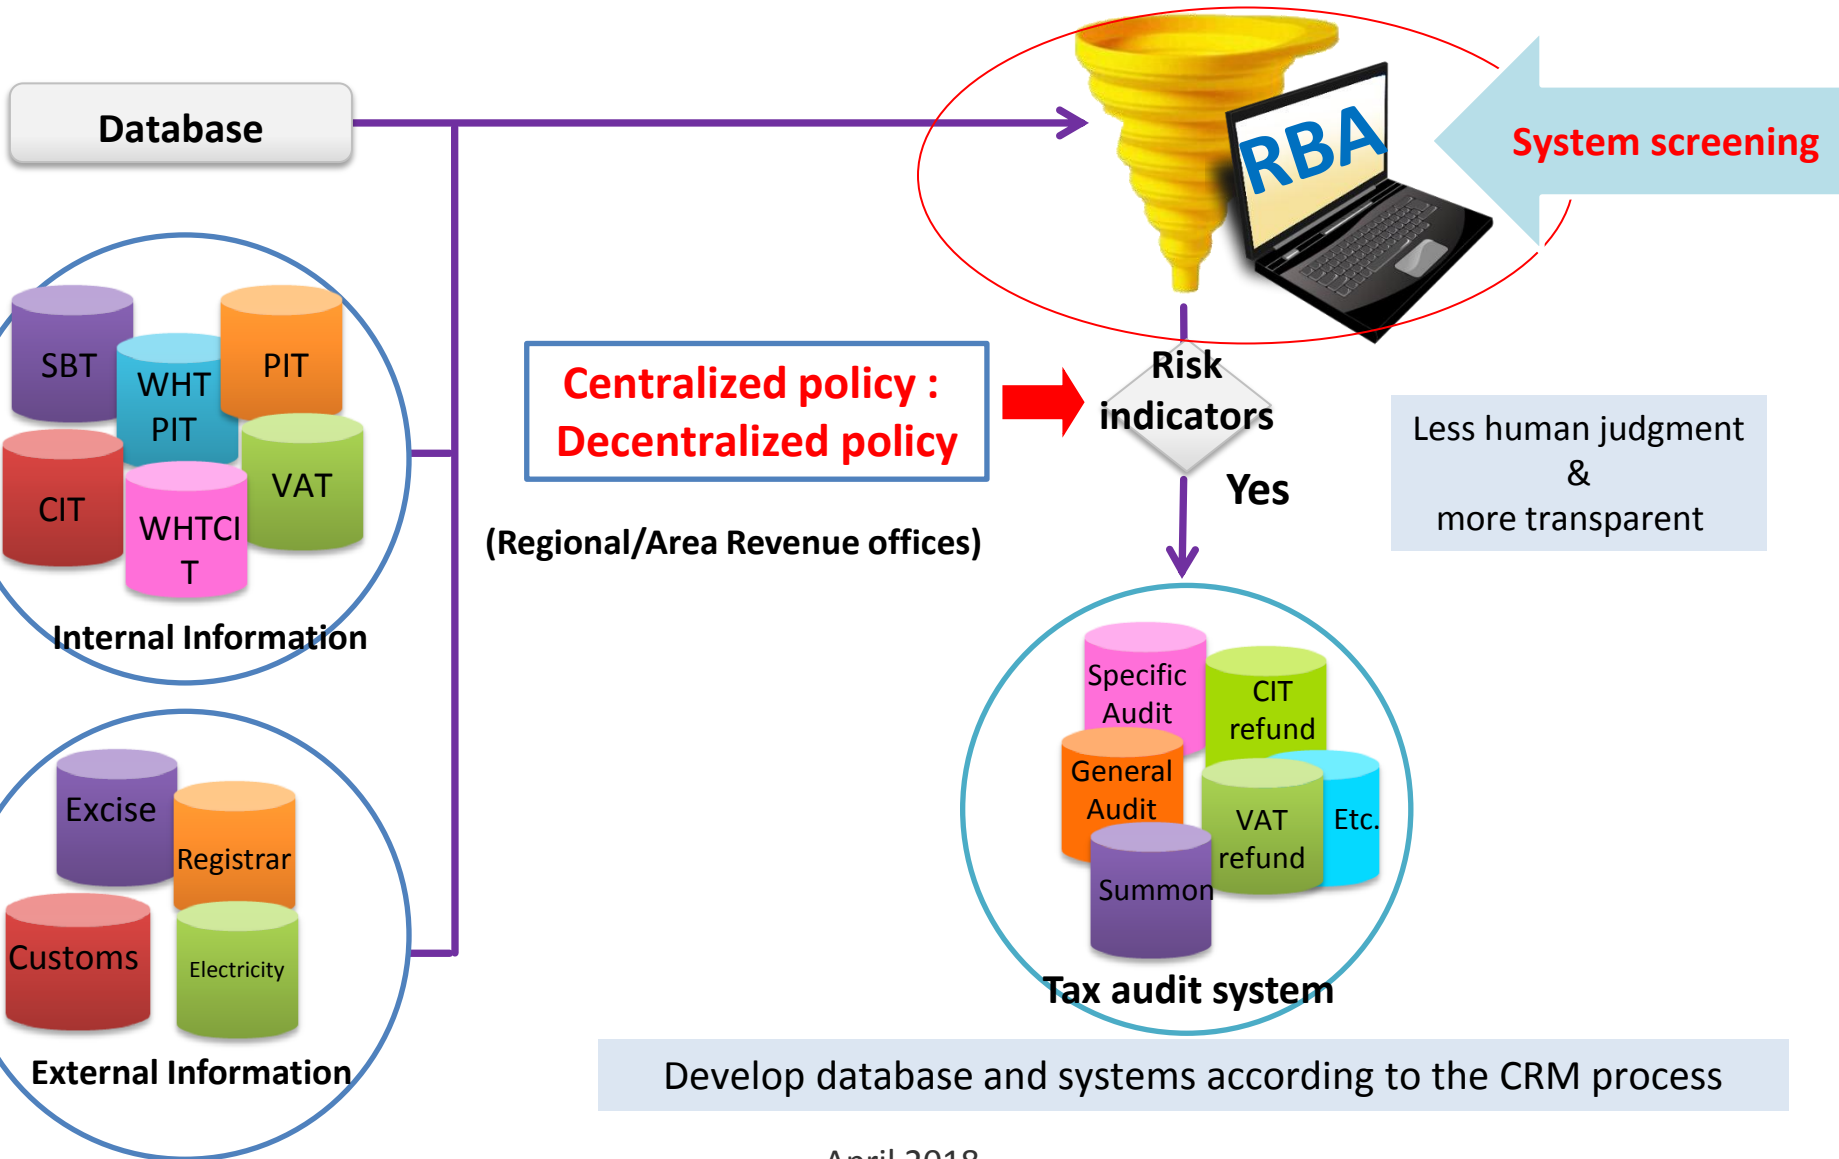 Database
RBA
System screening
SBT
WHT
PIT
PIT
CIT
WHTCI
T
VAT
Internal Information
Centralized policy :
Decentralized policy
(Regional/Area Revenue offices)
Risk
indicators
Yes
Less human judgment
&
more transparent
Excise
Registrar
Customs
Electricity
External Information
Specific
Audit
CIT
refund
General
Audit
VAT
refund
Etc.
Summon
Tax audit system
Develop database and systems according to the CRM process
April 2018